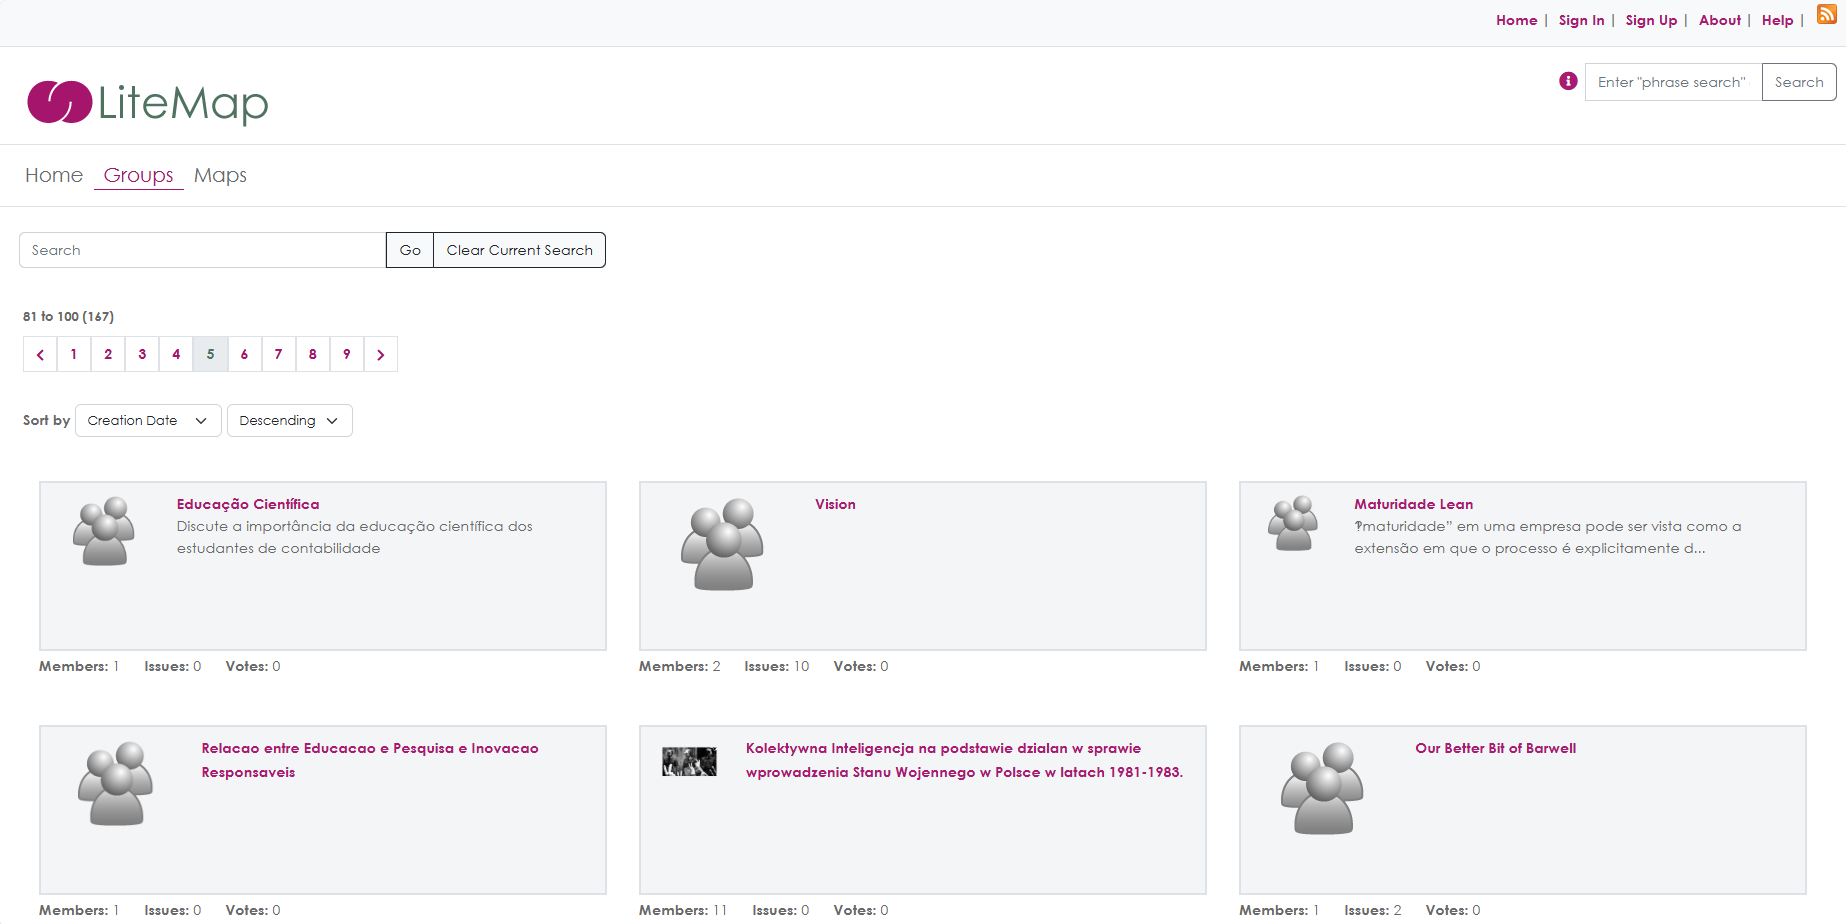 Home | Sign In | Sign Up | About | Help |
LiteMap
Enter "phrase search"
Search
Home Groups Maps
Search
Go
Clear Current Search
81 to 100 (167)
1 2 3 4 5 6 7 8 9
Sort by Creation Date Descending
Educação Científica
Discute a importância da educação científica dos
estudantes de contabilidade
Members: 1 Issues: 0 Votes: 0
Vision
Members: 2 Issues: 10 Votes: 0
Maturidade Lean
‽maturidade” em uma empresa pode ser vista como a
extensão em que o processo é explicitamente d...
Members: 1 Issues: 0 Votes: 0
Relacao entre Educacao e Pesquisa e Inovacao
Responsaveis
Members: 1 Issues: 0 Votes: 0
Kolektywna Inteligencja na podstawie dzialan w sprawie
wprowadzenia Stanu Wojennego w Polsce w latach 1981-1983.
Members: 11 Issues: 0 Votes: 0
Our Better Bit of Barwell
Members: 1 Issues: 2 Votes: 0